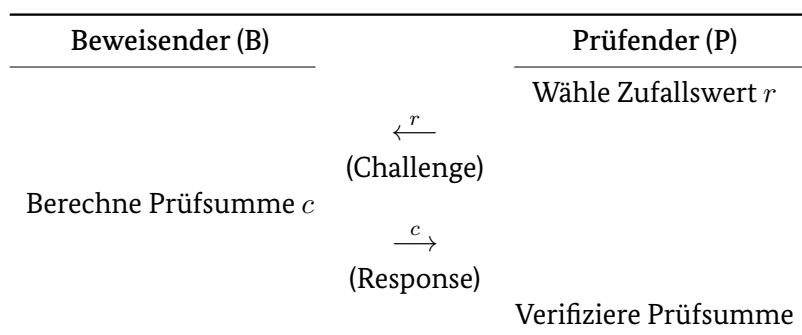 Beweisender (B) Prüfender (P)
Wähle Zufallswert r
r
(Challenge)
Berechne Prüfsumme c
c
(Response)
Verifiziere Prüfsumme